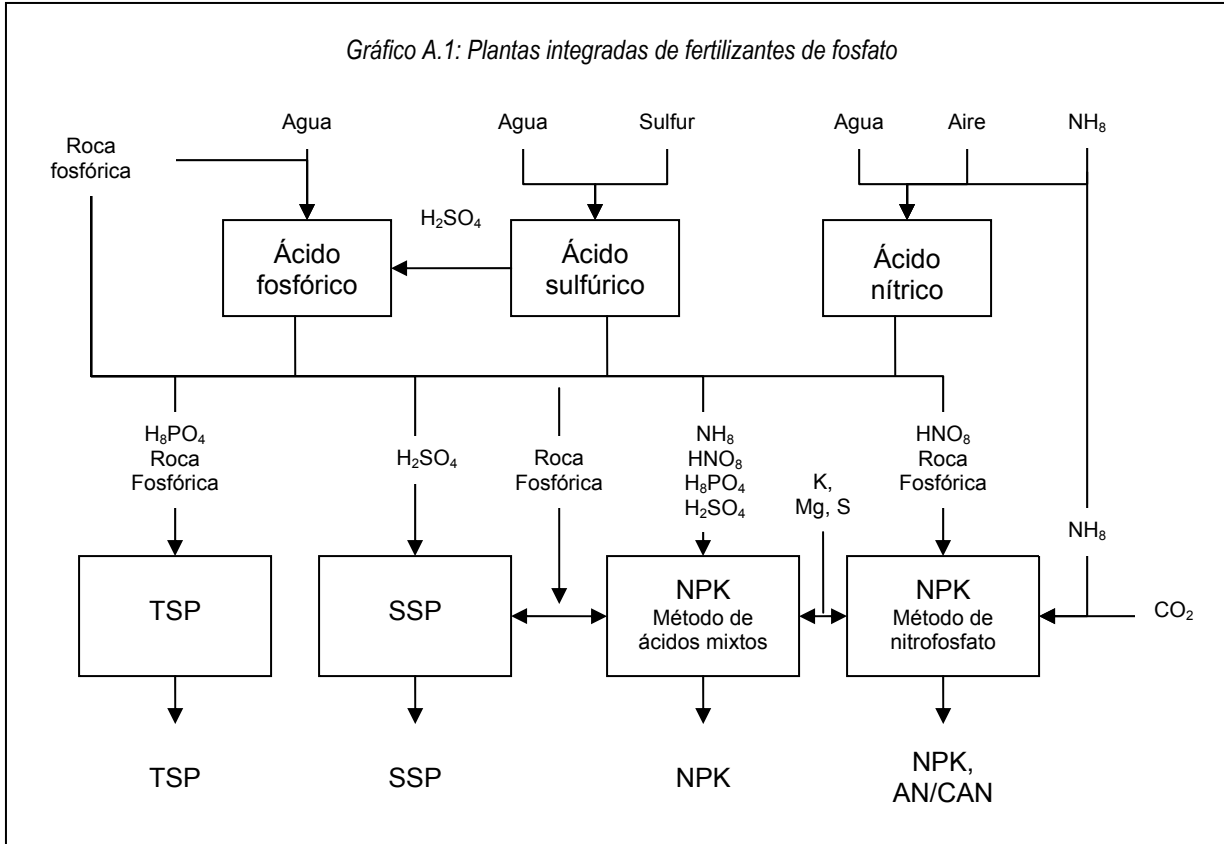 Gráfico A.1: Plantas integradas de fertilizantes de fosfato
Agua
Agua
Sulfur
Agua
Aire
NH₈
Roca
fosfórica
H₂SO₄
Ácido
fosfórico
Ácido
sulfúrico
Ácido
nítrico
H₈PO₄
Roca
Fosfórica
H₂SO₄
Roca
Fosfórica
NH₈
HNO₈
H₈PO₄
H₂SO₄
K,
Mg, S
HNO₈
Roca
Fosfórica
NH₈
TSP
SSP
NPK
Método de
ácidos mixtos
NPK
Método de
nitrofosfato
CO₂
TSP
SSP
NPK
NPK,
AN/CAN